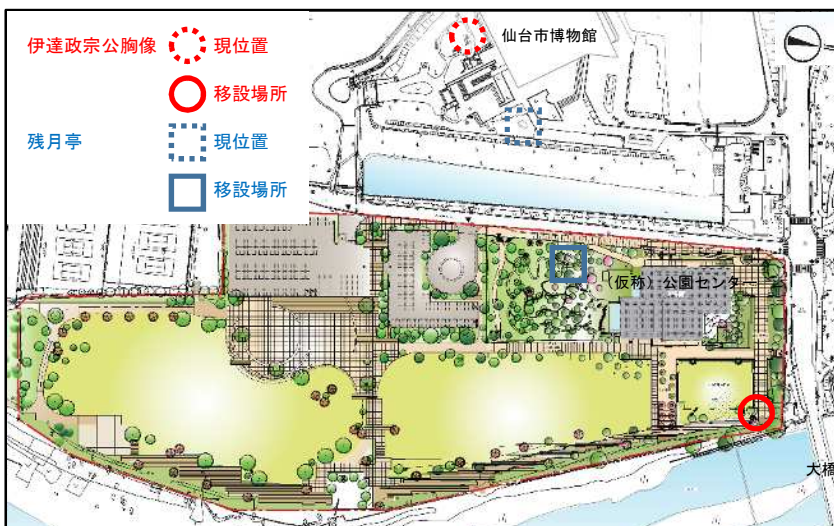 伊達政宗公胸像 現位置
移設場所
残月亭 現位置
移設場所
仙台市博物館
（仮称）公園センター
大橋